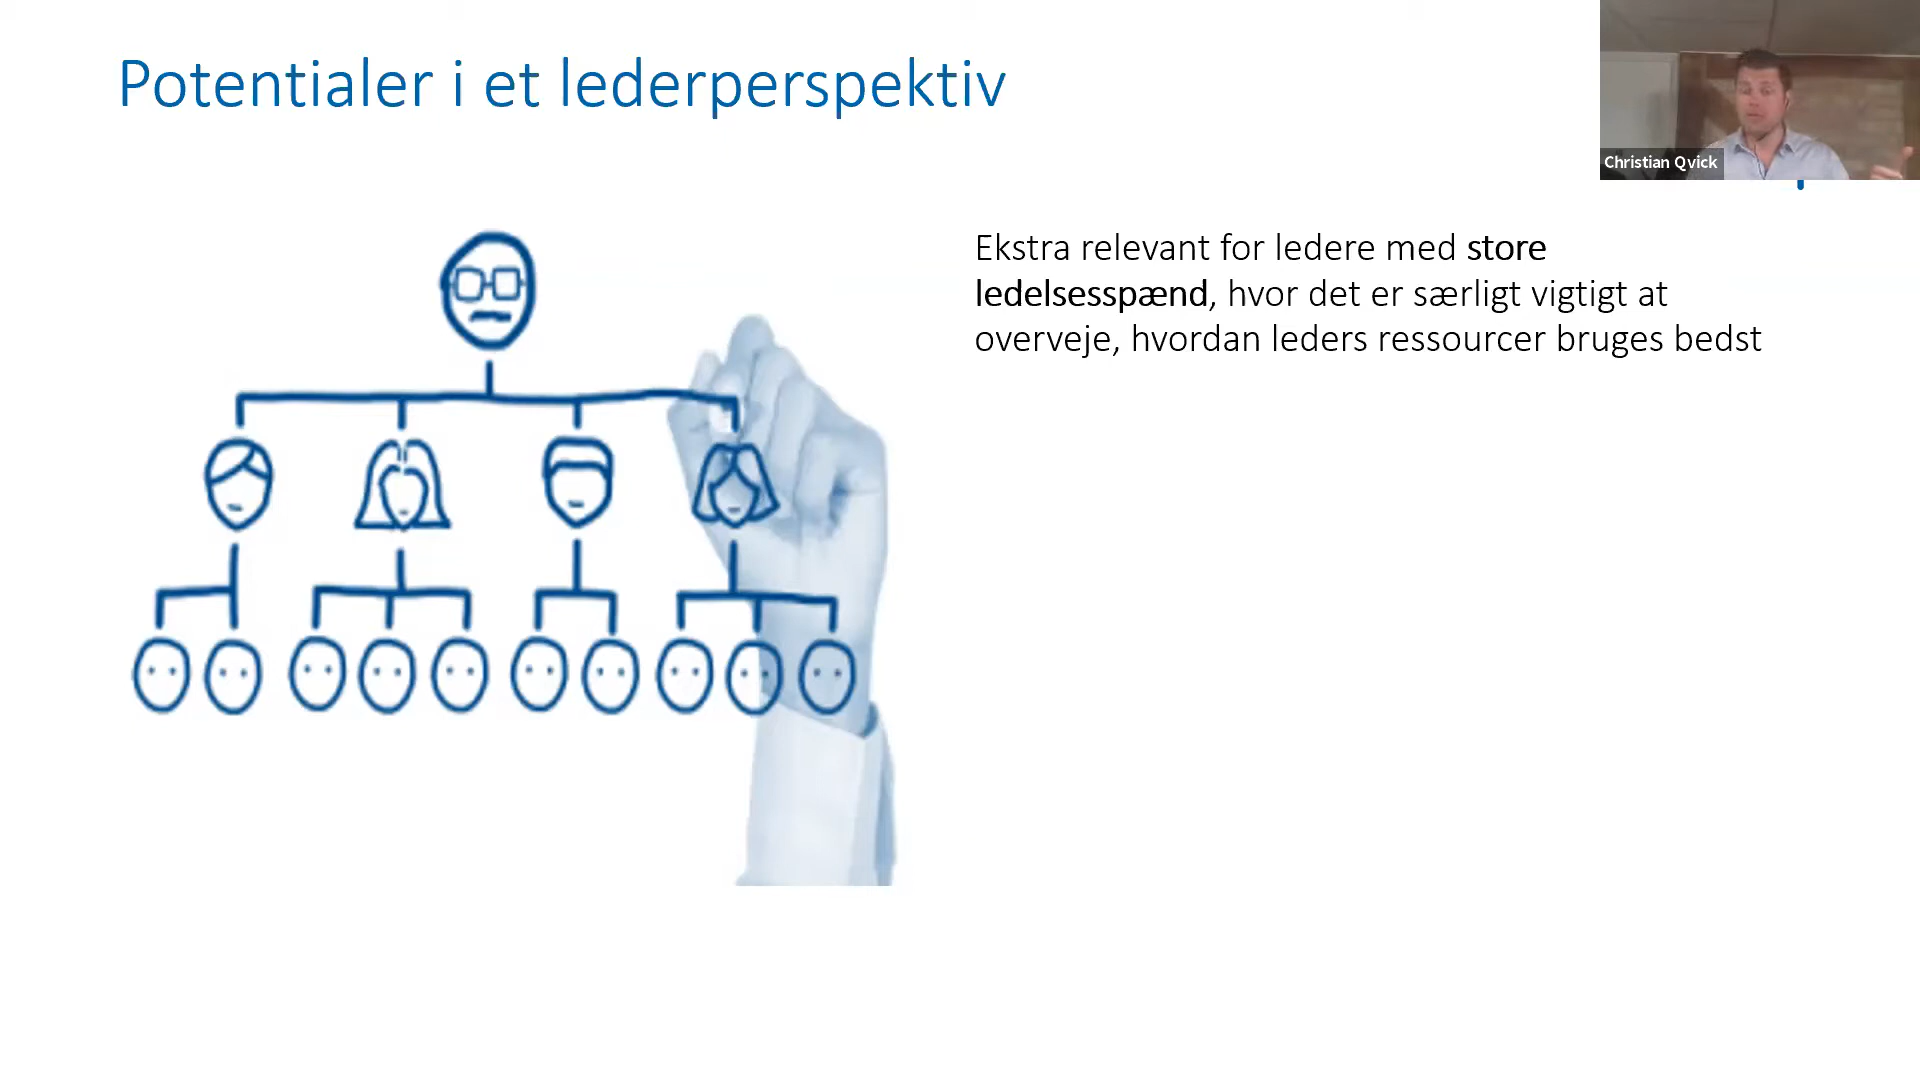 Potentialer i et lederperspektiv
Christian Qvick
Ekstra relevant for ledere med store
ledelsesspænd, hvor det er særligt vigtigt at
overveje, hvordan leders ressourcer bruges bedst